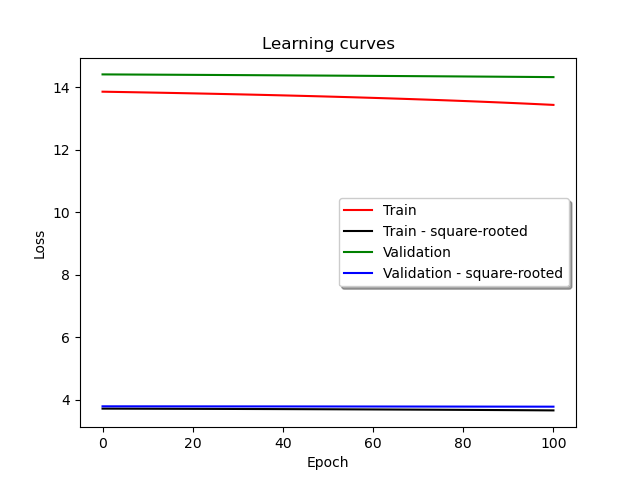 Learning curves
Loss
14
12
10
8
6
4
Train
Train - square-rooted
Validation
Validation - square-rooted
0 20 40 60 80 100
Epoch